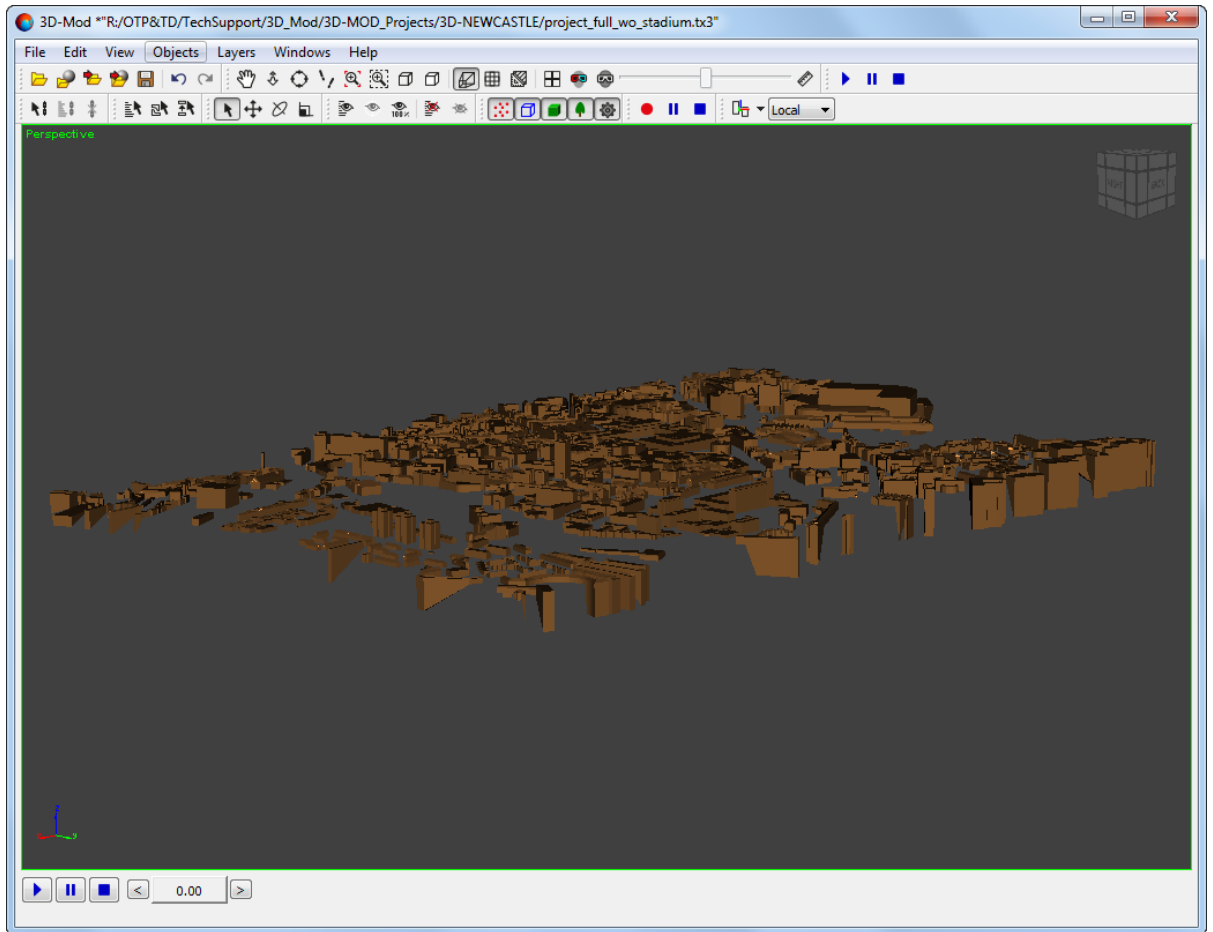 3D-Mod *"R:/OTP&TD/TechSupport/3D_Mod/3D-MOD_Projects/3D-NEWCASTLE/project_full_wo_stadium.tx3"
File Edit View Objects Layers Windows Help
100%
Local
Perspective
z
y
< 0.00 >